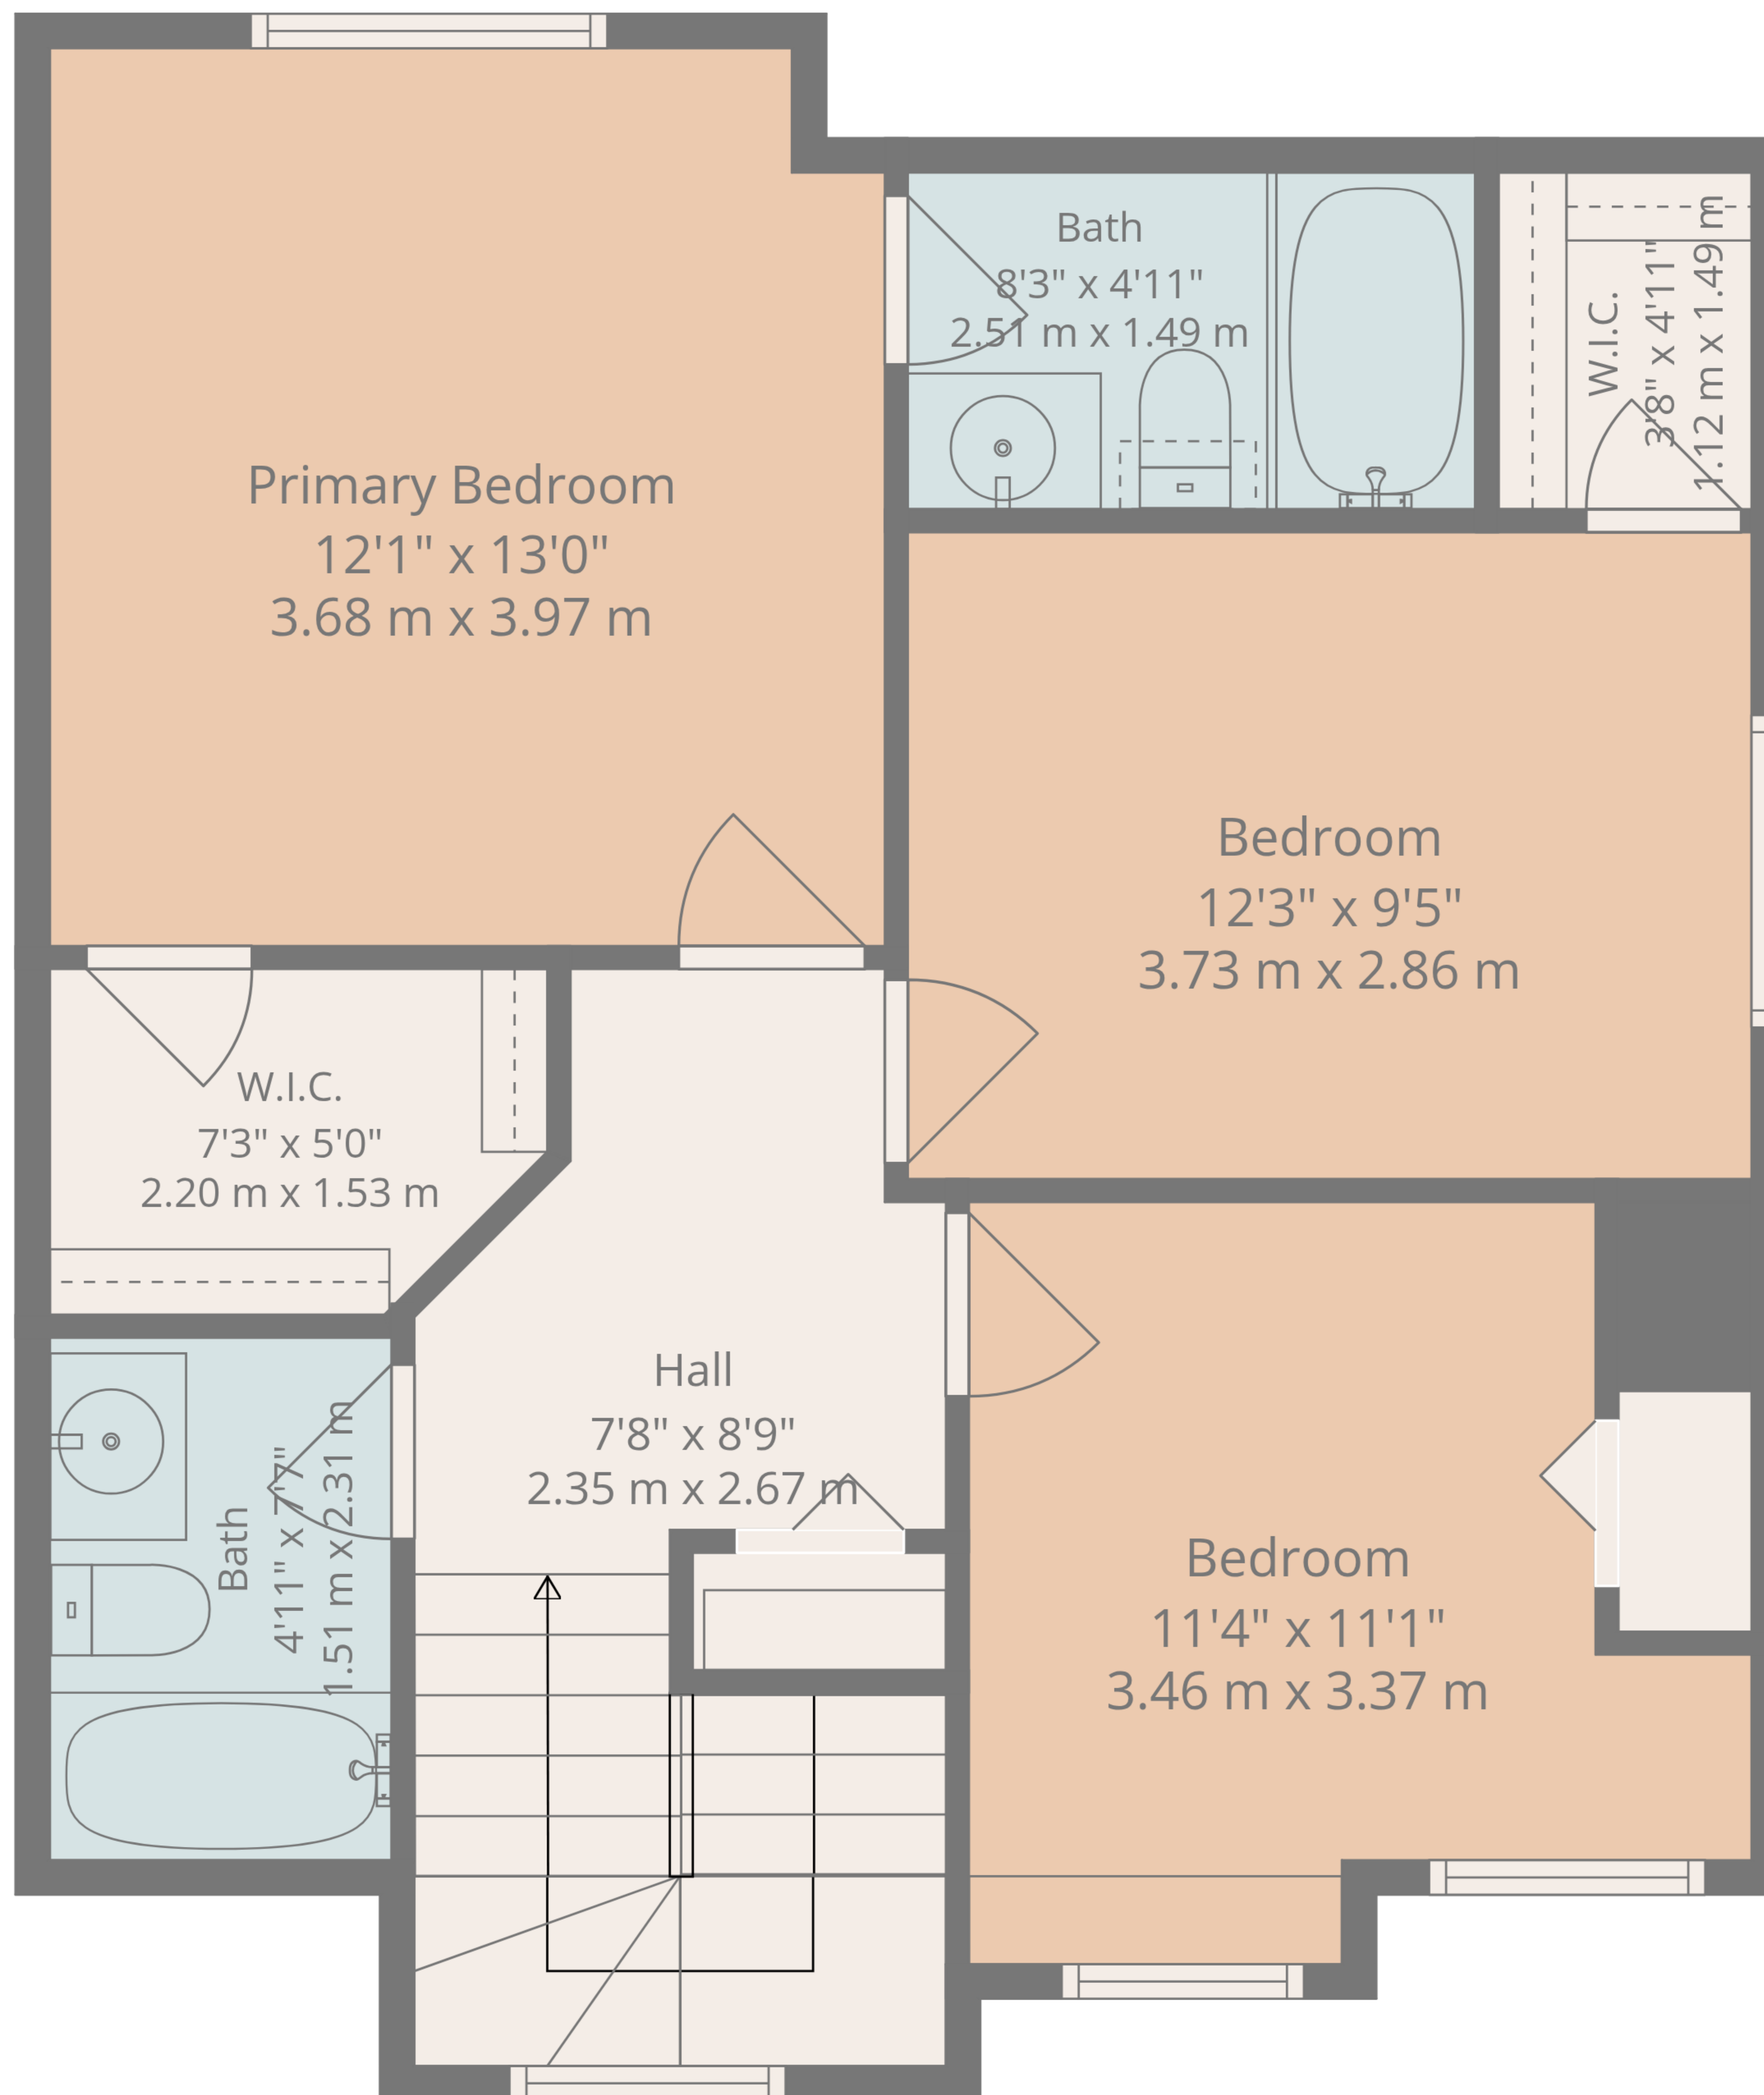 Bath
8'3" x 4'11"
2.51 m x 1.49 m
W.I.C.
3'8" x 4'11"
1.12 m x 1.49 m
Primary Bedroom
12'1" x 13'0"
3.68 m x 3.97 m
Bedroom
12'3" x 9'5"
3.73 m x 2.86 m
W.I.C.
7'3" x 5'0"
2.20 m x 1.53 m
Hall
7'8" x 8'9"
2.35 m x 2.67 m
Bath
4'11" x 7'7"
1.51 m x 2.31 m
Bedroom
11'4" x 11'1"
3.46 m x 3.37 m